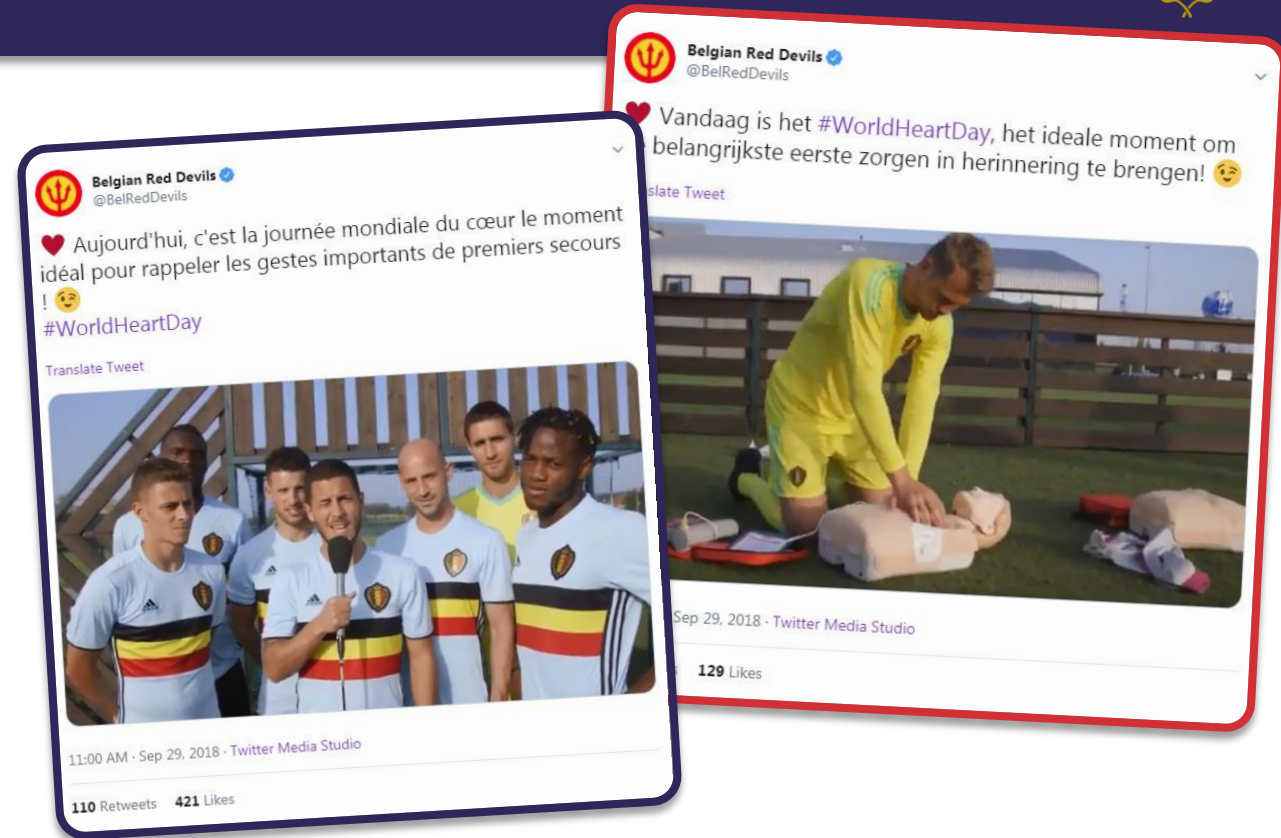 Belgian Red Devils
@BelRedDevils
Aujourd'hui, c'est la journée mondiale du cœur le moment
idéal pour rappeler les gestes importants de premiers secours
! 😉
#WorldHeartDay
Translate Tweet
11:00 AM · Sep 29, 2018 · Twitter Media Studio
110 Retweets 421 Likes
Belgian Red Devils
@BelRedDevils
Vandaag is het #WorldHeartDay, het ideale moment om
belangrijkste eerste zorgen in herinnering te brengen! 😉
slate Tweet
Sep 29, 2018 · Twitter Media Studio
129 Likes